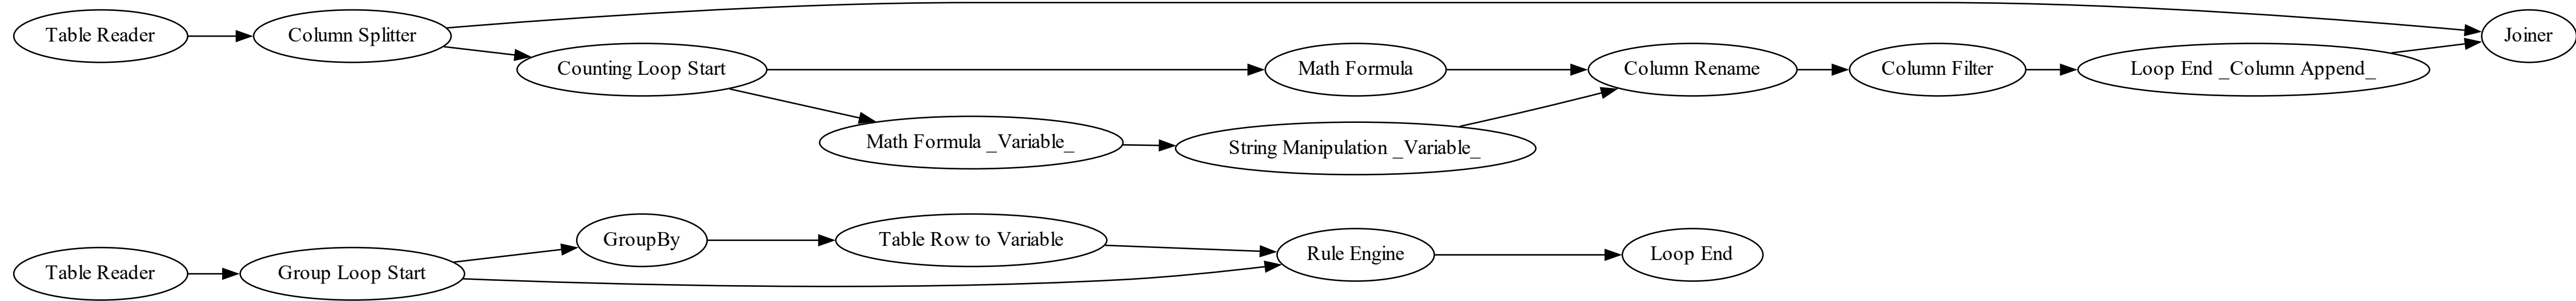 Table Reader
Column Splitter
Joiner
Counting Loop Start
Math Formula
Column Rename
Column Filter
Loop End _Column Append_
Math Formula _Variable_
String Manipulation _Variable_
GroupBy
Table Row to Variable
Rule Engine
Loop End
Table Reader
Group Loop Start